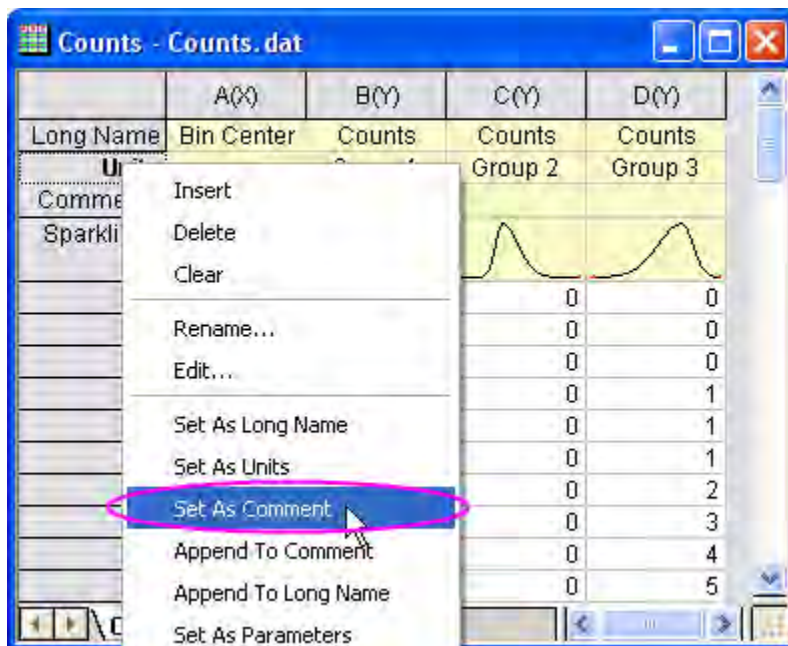 Counts - Counts.dat
A(X) B(Y) C(Y) D(Y)
Long Name Bin Center Counts Counts Counts
Group 2 Group 3
Insert
Delete
Clear
Rename...
Edit...
Set As Long Name
Set As Units
Set As Comment
Append To Comment
Append To Long Name
Set As Parameters
0 0
0 0
0 0
0 1
0 1
0 1
0 2
0 3
0 4
0 5